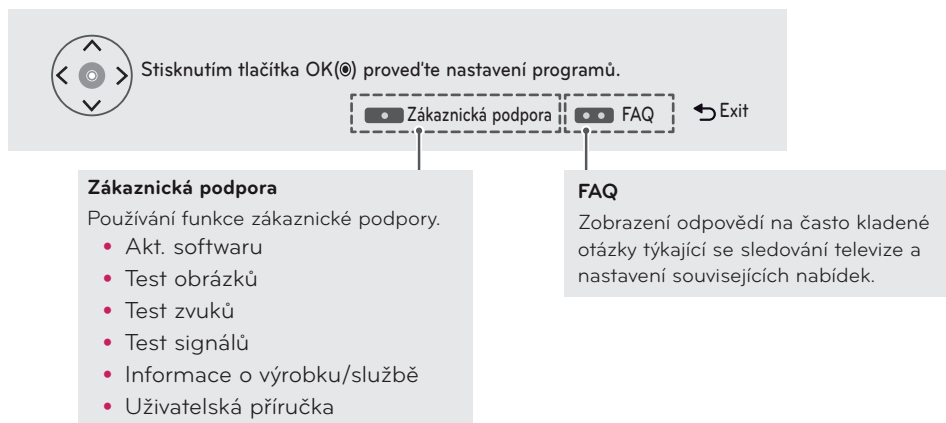 Stisknutím tlačítka OK(◉) proveďte nastavení programů.
Zákaznická podpora FAQ Exit
Zákaznická podpora
Používání funkce zákaznické podpory.
• Akt. softwaru
• Test obrázků
• Test zvuků
• Test signálů
• Informace o výrobku/službě
• Uživatelská příručka
FAQ
Zobrazení odpovědí na často kladené
otázky týkající se sledování televize a
nastavení souvisejících nabídek.